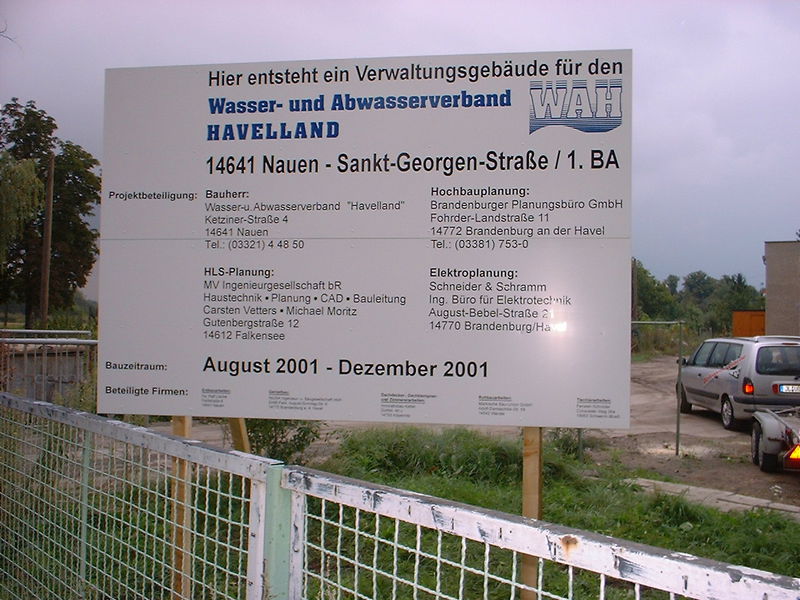 Hier entsteht ein Verwaltungsgebäude für den
Wasser- und Abwasserverband
HAVELLAND
WAH
14641 Nauen - Sankt-Georgen-Straße / 1. BA
Projektbeteiligung:
Bauherr:
Wasser-u. Abwasserverband "Havelland"
Ketziner-Straße 4
14641 Nauen
Tel.: (03321) 4 48 50
Hochbauplanung:
Brandenburger Planungsbüro GmbH
Fohrder-Landstraße 11
14772 Brandenburg an der Havel
Tel.: (03381) 753-0
HLS-Planung:
MV Ingenieurgesellschaft bR
Haustechnik • Planung • CAD • Bauleitung
Carsten Vetters • Michael Moritz
Gutenbergstraße 12
14612 Falkensee
Elektroplanung:
Schneider & Schramm
Ing. Büro für Elektrotechnik
August-Bebel-Straße
14770 Brandenburg/Havel
Bauzeitraum:
August 2001 - Dezember 2001
Beteiligte Firmen: